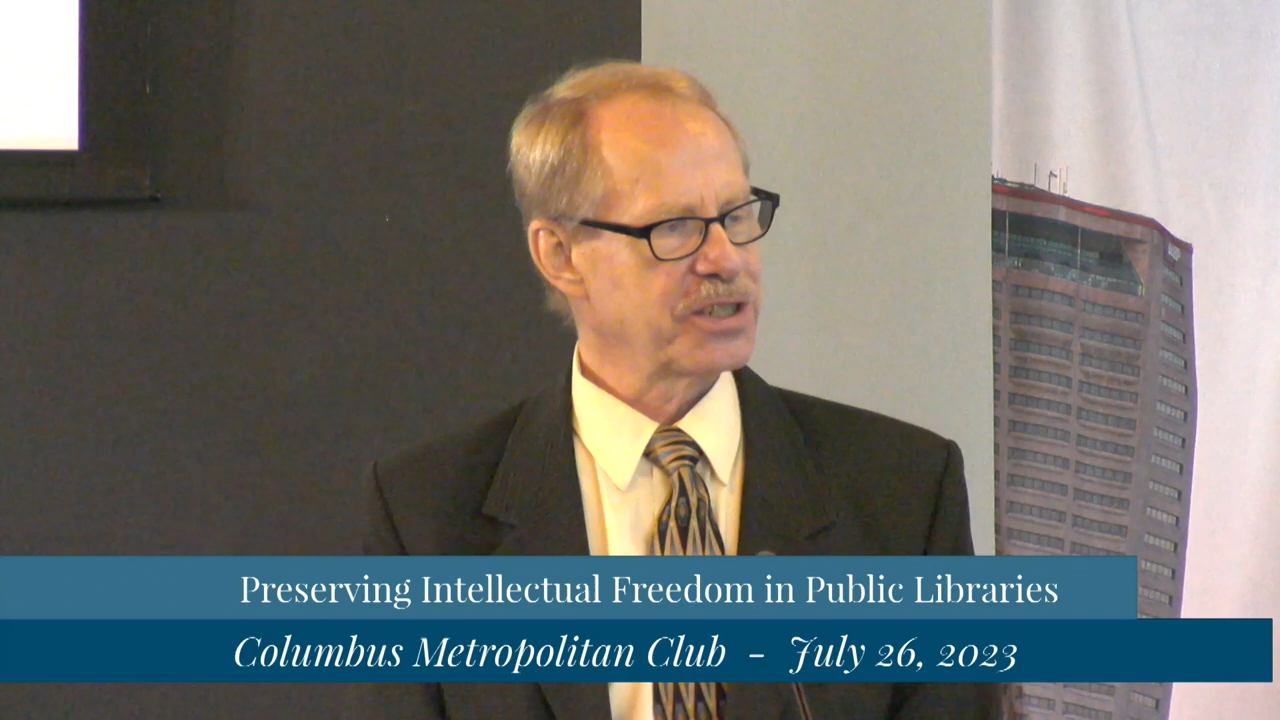 Preserving Intellectual Freedom in Public Libraries
Columbus Metropolitan Club - July 26, 2023